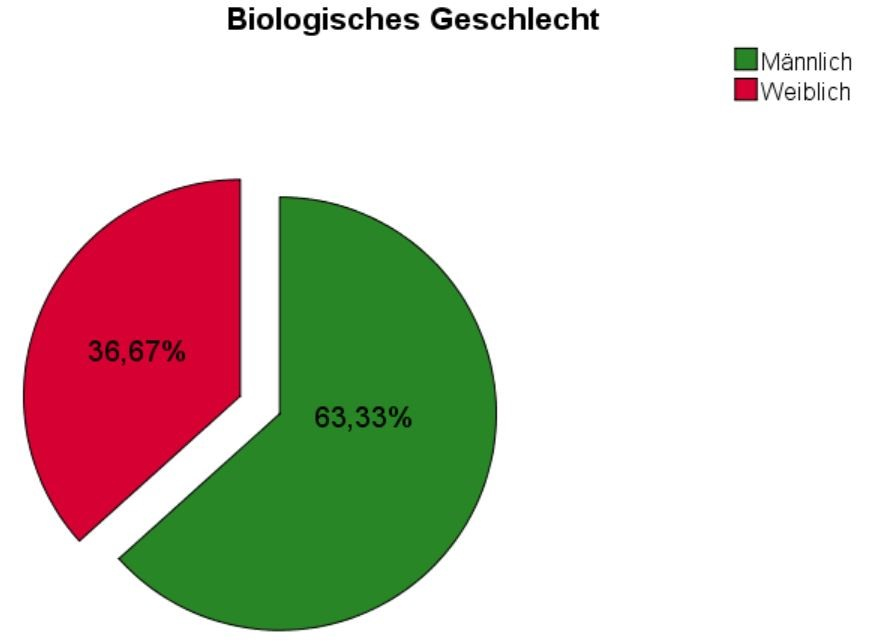 Biologisches Geschlecht
Männlich
Weiblich
36,67%
63,33%